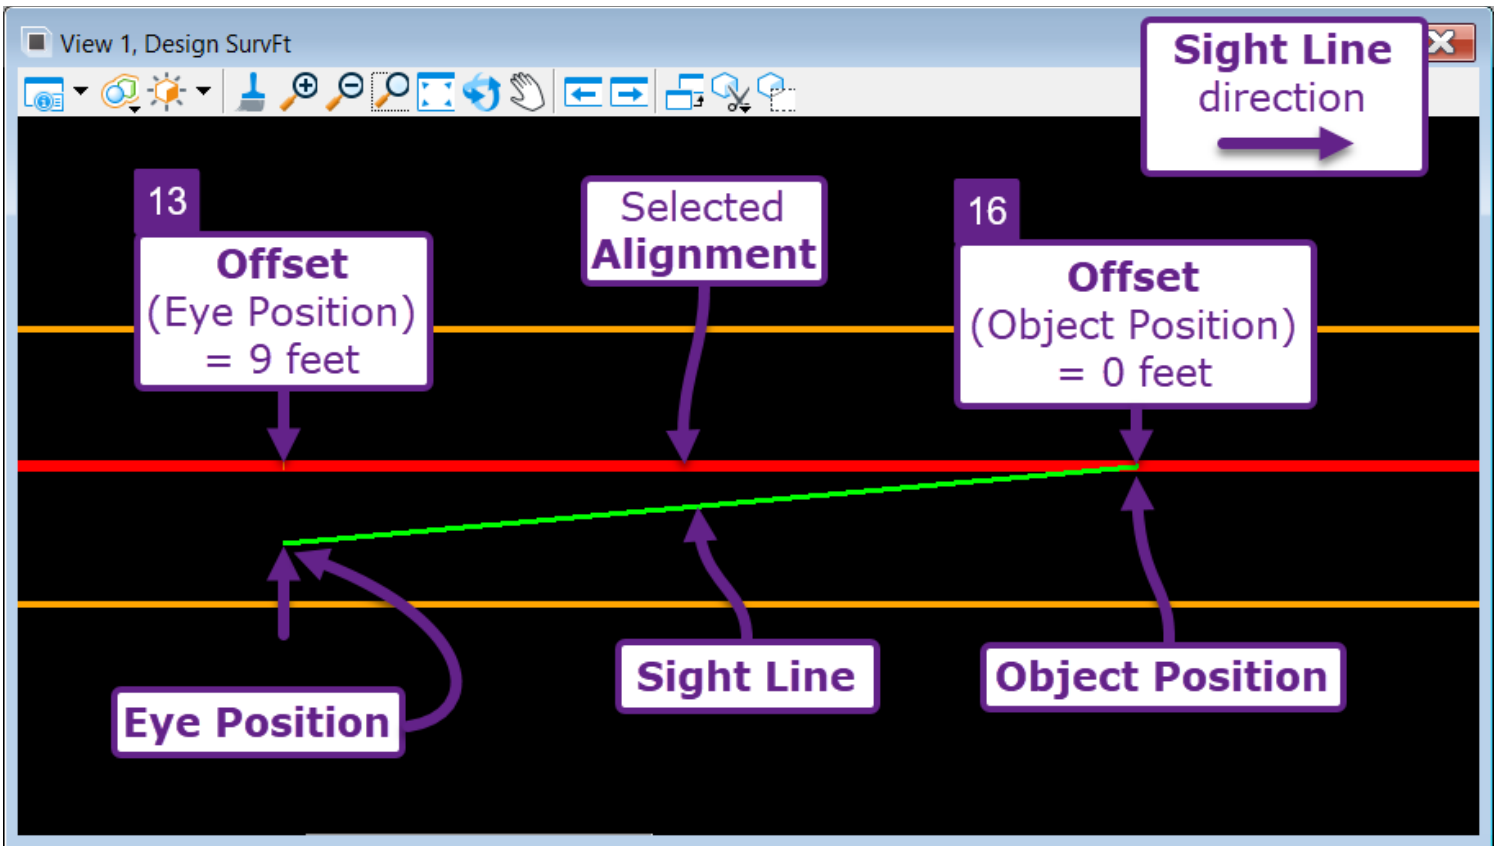 View 1, Design SurvFt
Sight Line
direction
13
Offset
(Eye Position)
= 9 feet
Selected
Alignment
16
Offset
(Object Position)
= 0 feet
Eye Position
Sight Line
Object Position